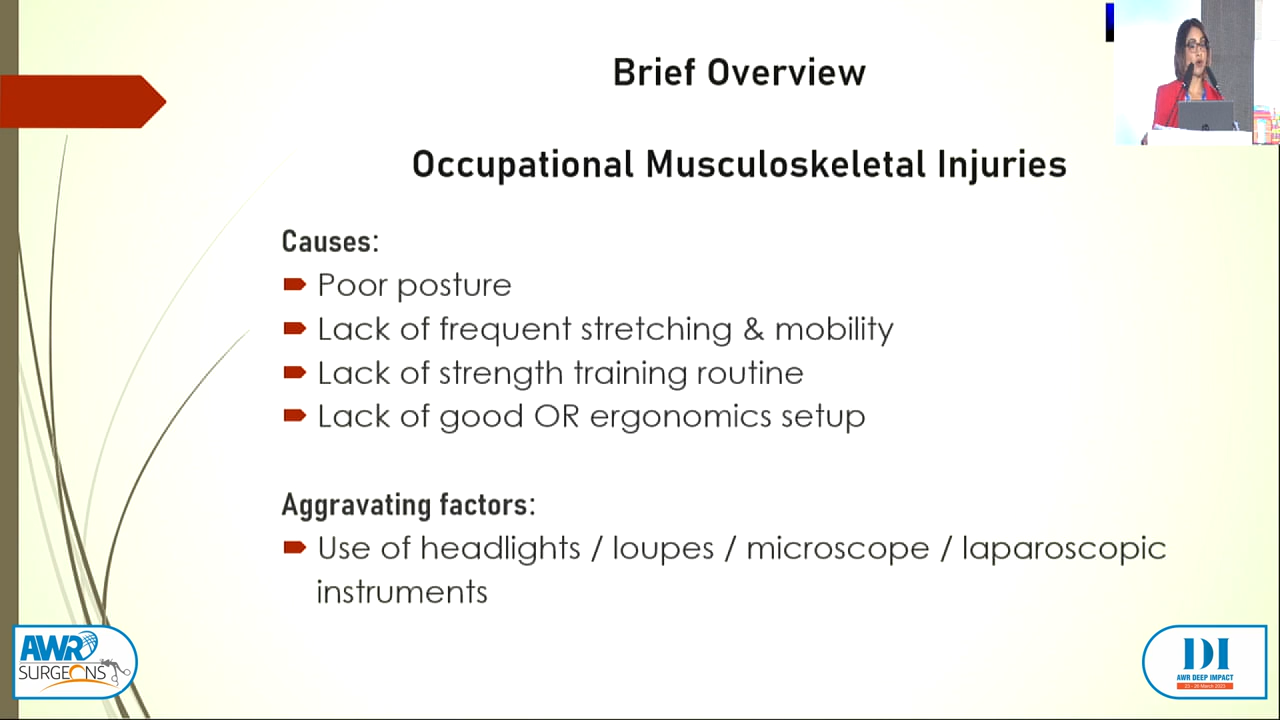 Brief Overview
Occupational Musculoskeletal Injuries
Causes:
Poor posture
Lack of frequent stretching & mobility
Lack of strength training routine
Lack of good OR ergonomics setup
Aggravating factors:
Use of headlights / loupes / microscope / laparoscopic
instruments
AWR
SURGEONS
DI
AWR DEEP IMPACT